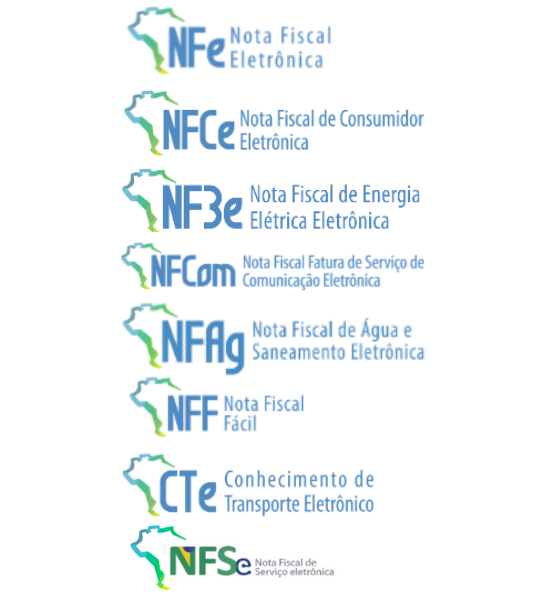 NFe Nota Fiscal
Eletrônica
NFCe Nota Fiscal de Consumidor
Eletrônica
NF3e Nota Fiscal de Energia
Elétrica Eletrônica
NFCom Nota Fiscal Fatura de Serviço de
Comunicação Eletrônica
NFAg Nota Fiscal de Água e
Saneamento Eletrônica
NFF Nota Fiscal
Fácil
CTe Conhecimento de
Transporte Eletrônico
NFSe Nota Fiscal de
Serviço eletrônica